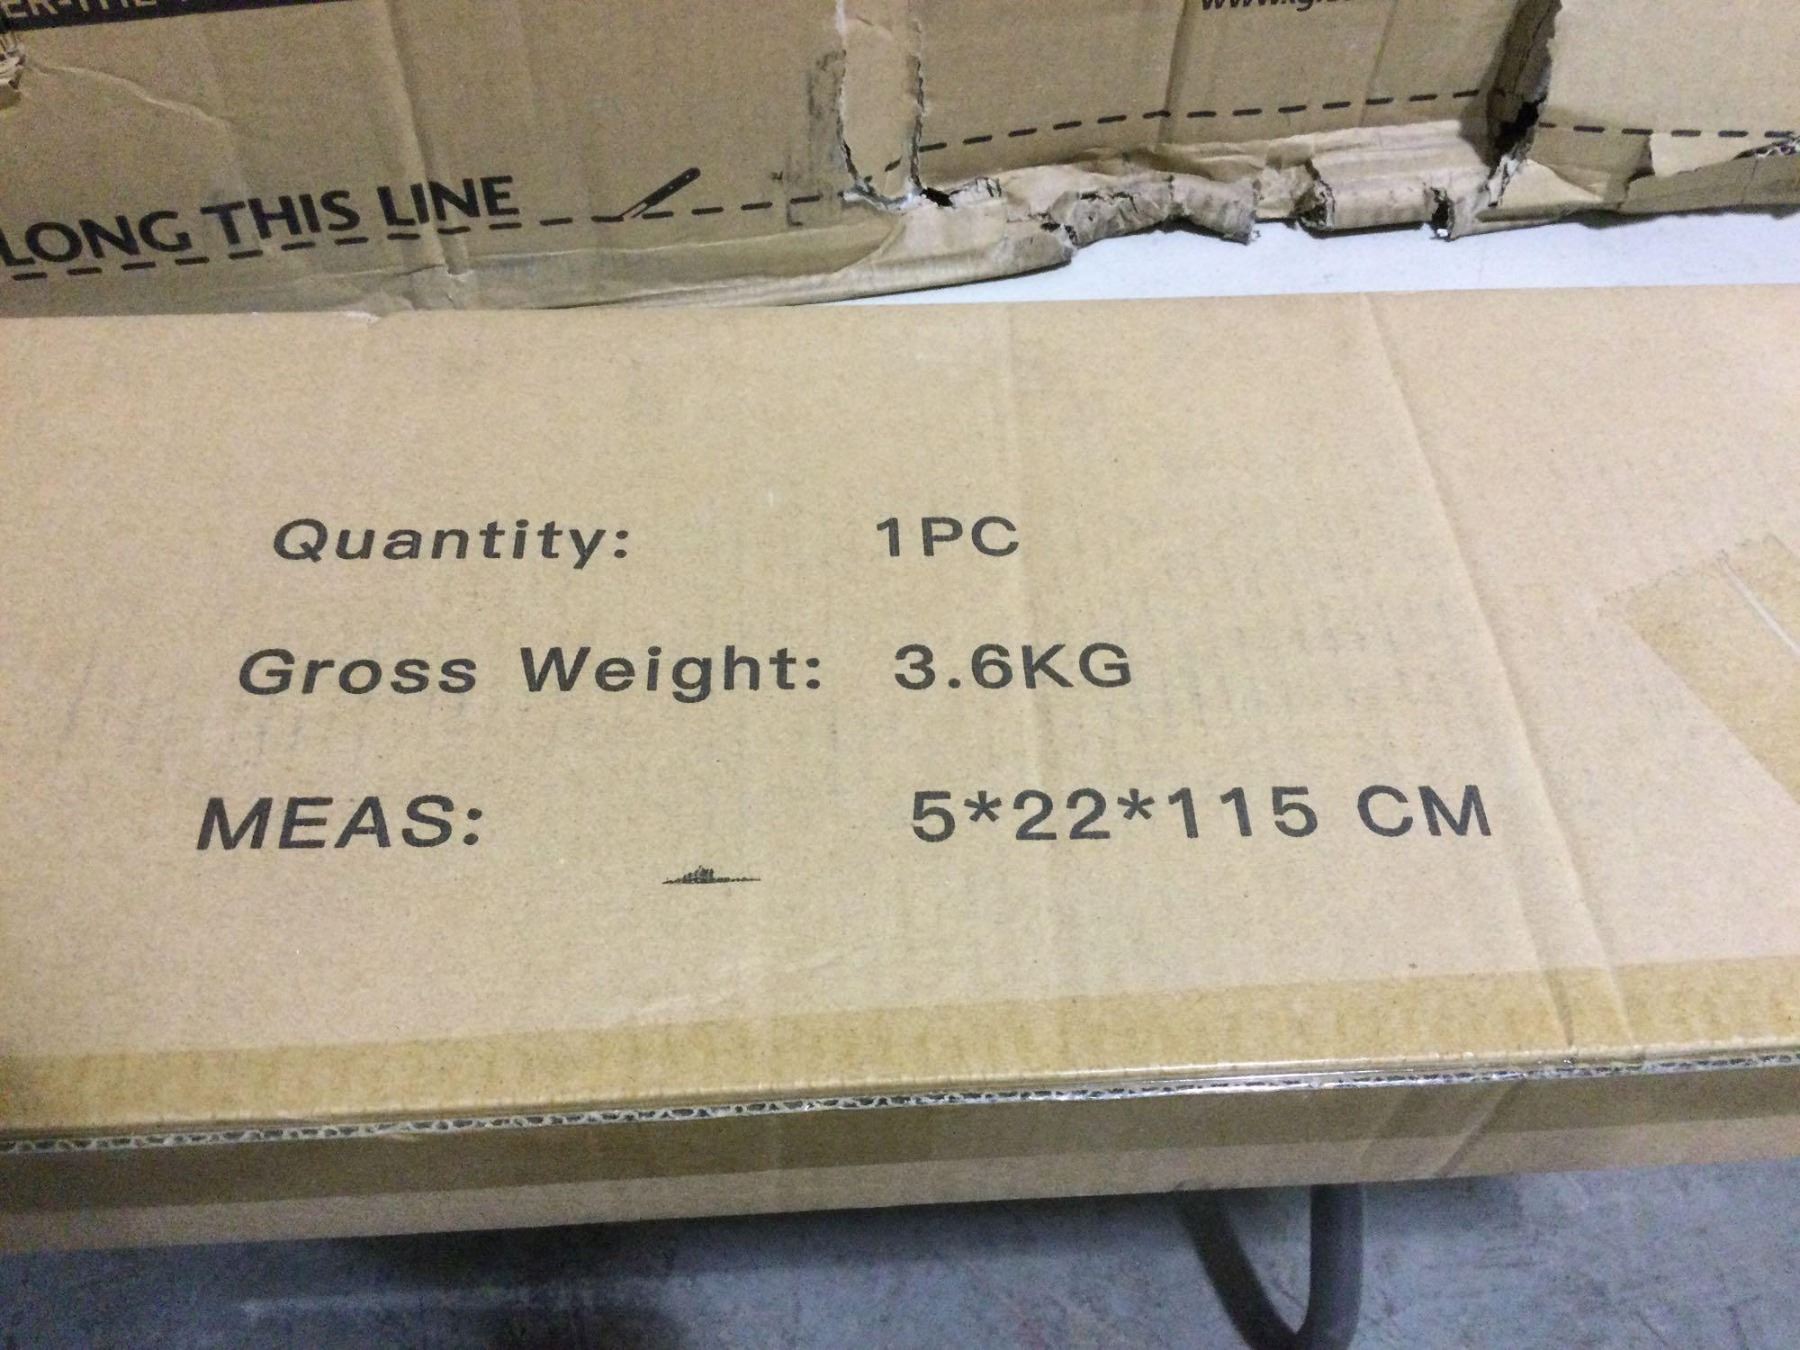 LONG THIS LINE
Quantity: 1PC
Gross Weight: 3.6KG
MEAS: 5*22*115 CM